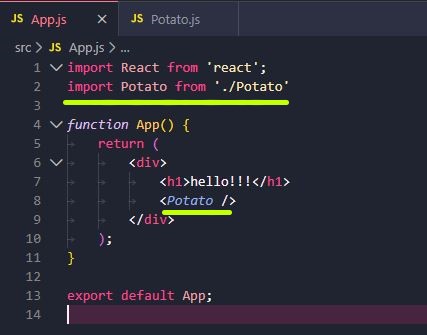 JS App.js × JS Potato.js
src > JS App.js > ...
1 import React from 'react';
2 import Potato from './Potato'
3
4 function App() {
5 return (
6 <div>
7 <h1>hello!!!</h1>
8 <Potato />
9 </div>
10 );
11 }
12
13 export default App;
14